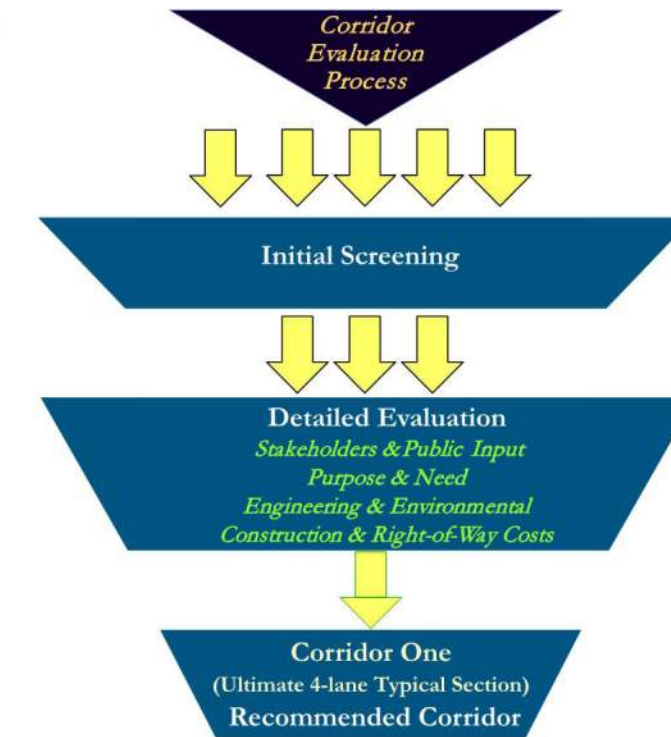 Corridor
Evaluation
Process
Initial Screening
Detailed Evaluation
Stakeholders & Public Input
Purpose & Need
Engineering & Environmental
Construction & Right-of-Way Costs
Corridor One
(Ultimate 4-lane Typical Section)
Recommended Corridor